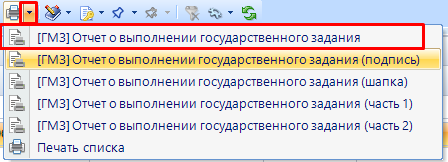 [ГМЗ] Отчет о выполнении государственного задания
[ГМЗ] Отчет о выполнении государственного задания (подпись)
[ГМЗ] Отчет о выполнении государственного задания (шапка)
[ГМЗ] Отчет о выполнении государственного задания (часть 1)
[ГМЗ] Отчет о выполнении государственного задания (часть 2)
Печать списка